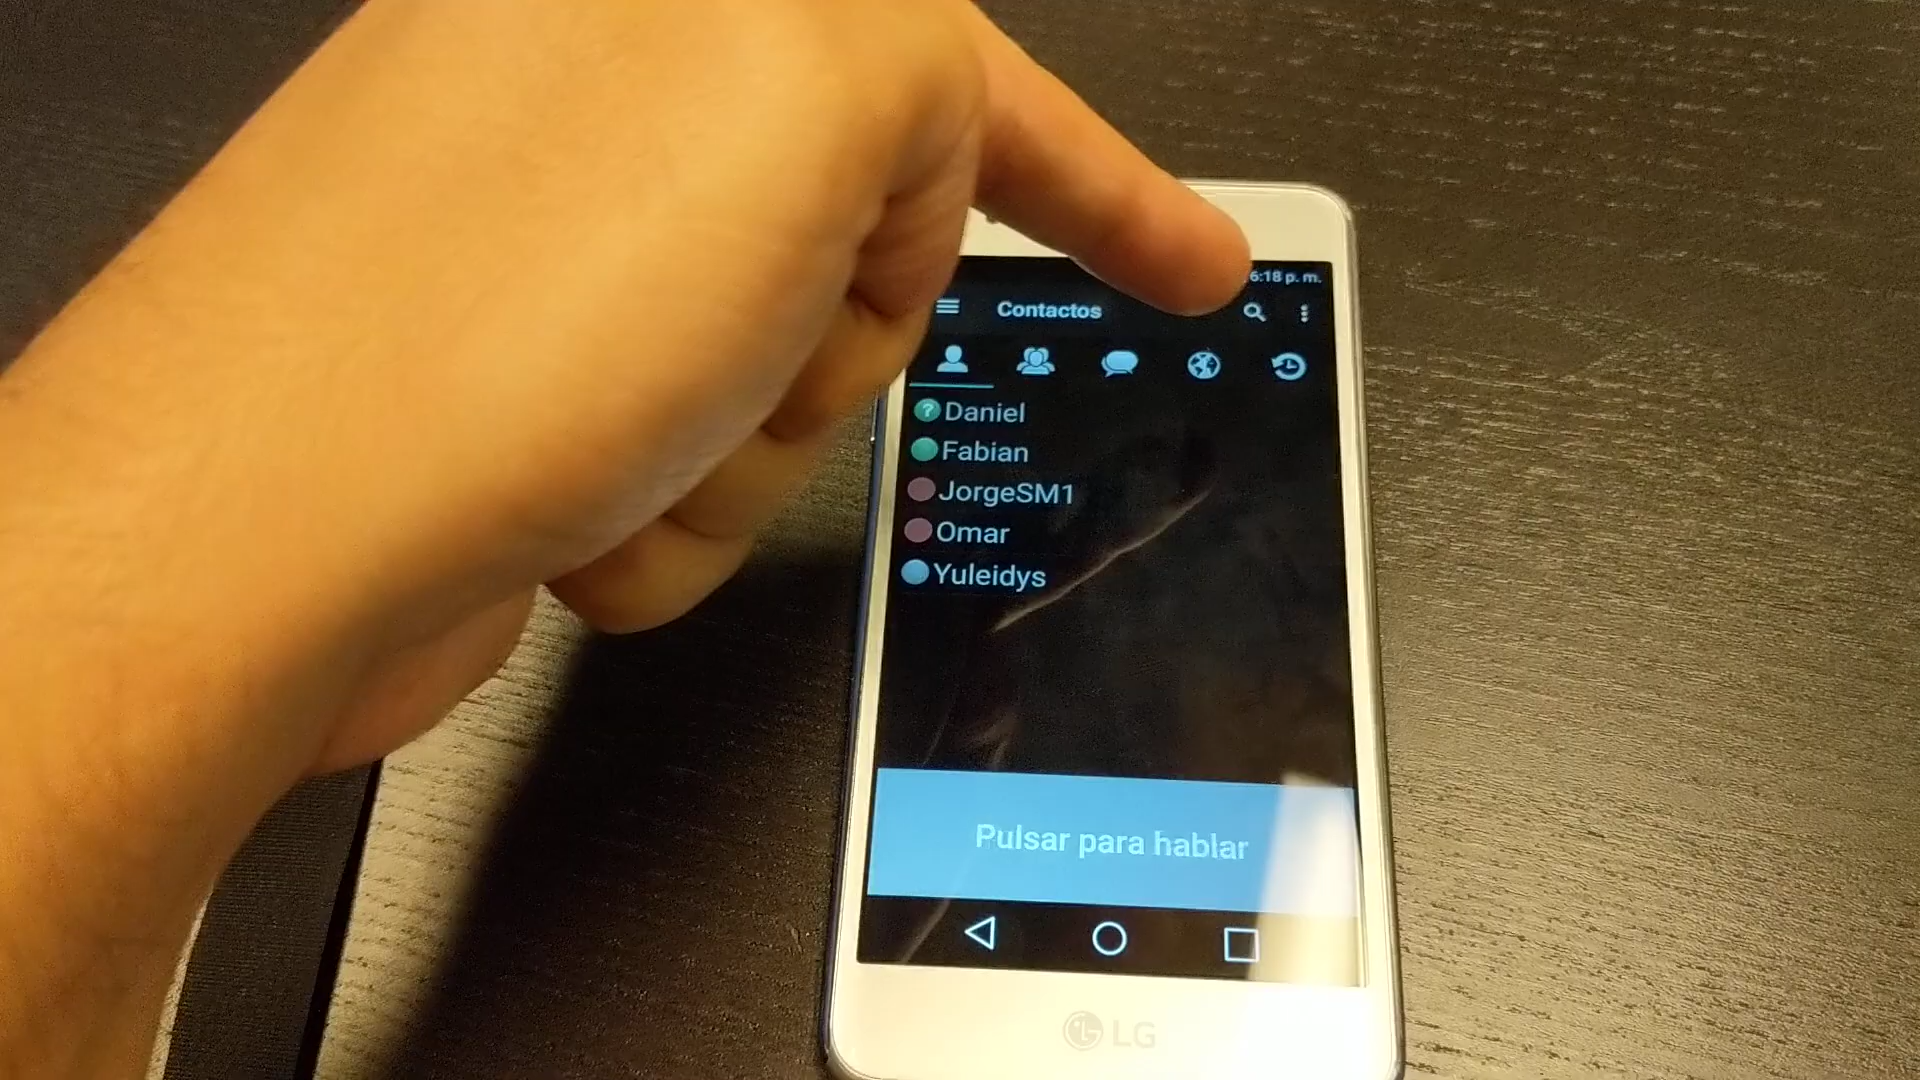 6:18 p. m.
Contactos
? Daniel
Fabian
JorgeSM1
Omar
Yuleidys
Pulsar para hablar
LG